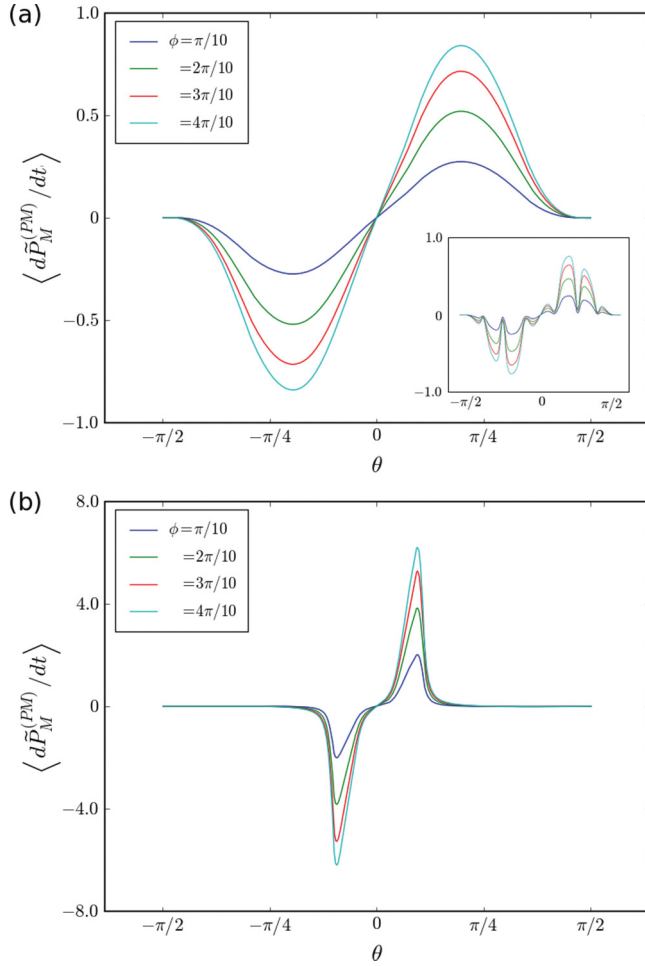 (a)
1.0
ϕ=π/10
=2π/10
=3π/10
=4π/10
0.5
0
−0.5
−1.0
⟨dP̃_M^(PM)/dt⟩
1.0
0
−1.0
−π/2 0 π/2
−π/2 −π/4 0 π/4 π/2
θ
(b)
8.0
ϕ=π/10
=2π/10
=3π/10
=4π/10
4.0
0
−4.0
−8.0
⟨dP̃_M^(PM)/dt⟩
−π/2 −π/4 0 π/4 π/2
θ